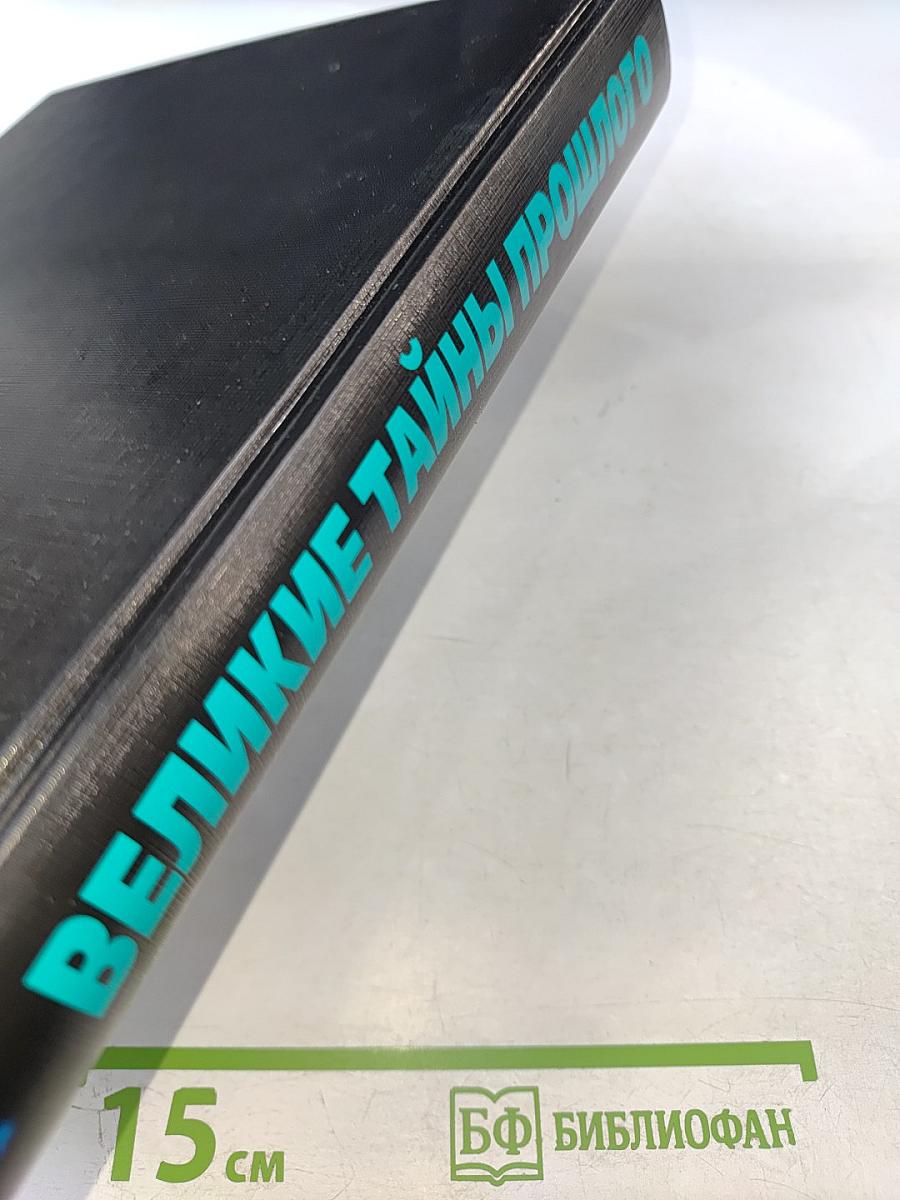 ВЕЛИКИЕ ТАЙНЫ ПРОШЛОГО
15 см
БФ БИБЛИОФАН